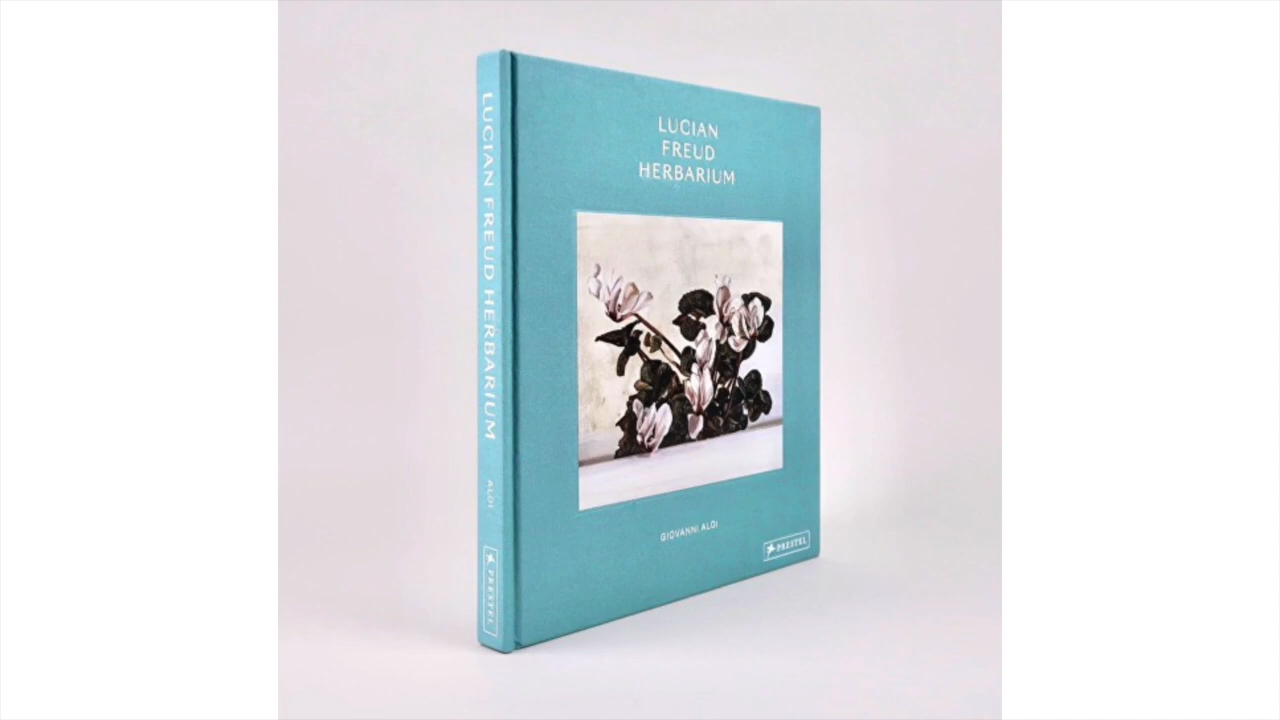 LUCIAN FREUD HERBARIUM
ALOI
PRESTEL
LUCIAN
FREUD
HERBARIUM
GIOVANNI ALOI
PRESTEL